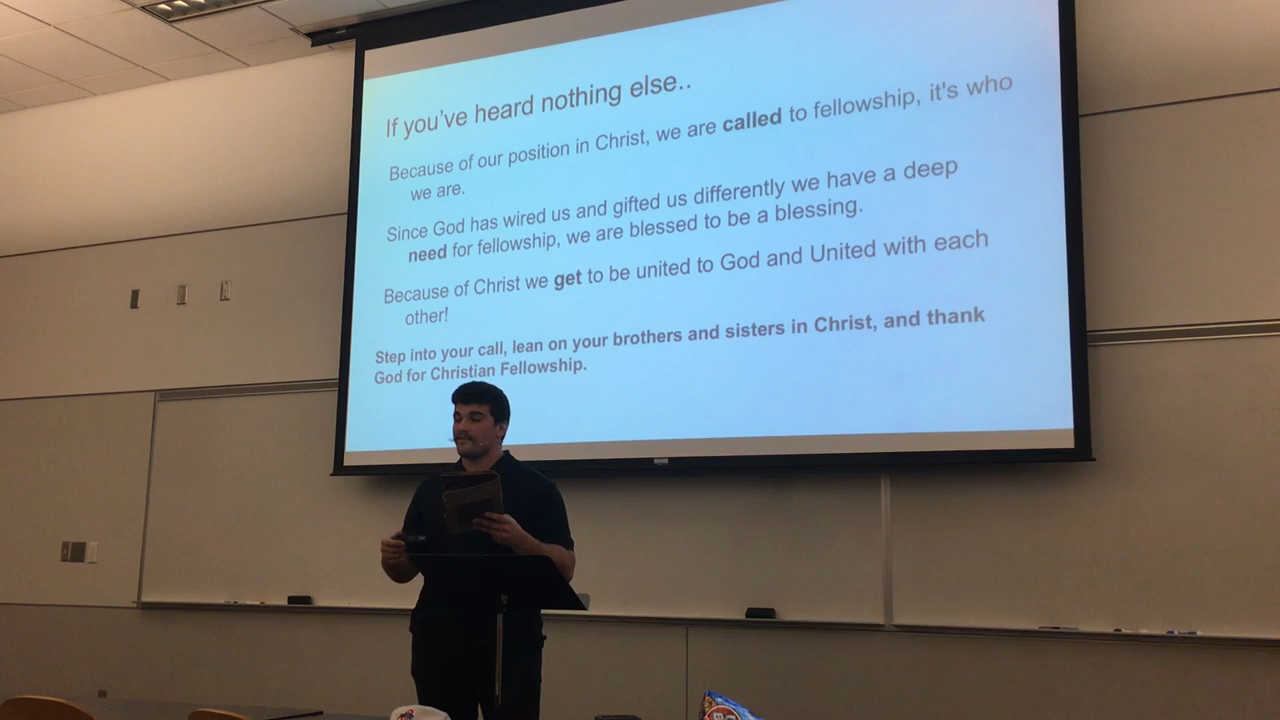 If you've heard nothing else..
Because of our position in Christ, we are called to fellowship, it's who
we are.
Since God has wired us and gifted us differently we have a deep
need for fellowship, we are blessed to be a blessing.
Because of Christ we get to be united to God and United with each
other!
Step into your call, lean on your brothers and sisters in Christ, and thank
God for Christian Fellowship.